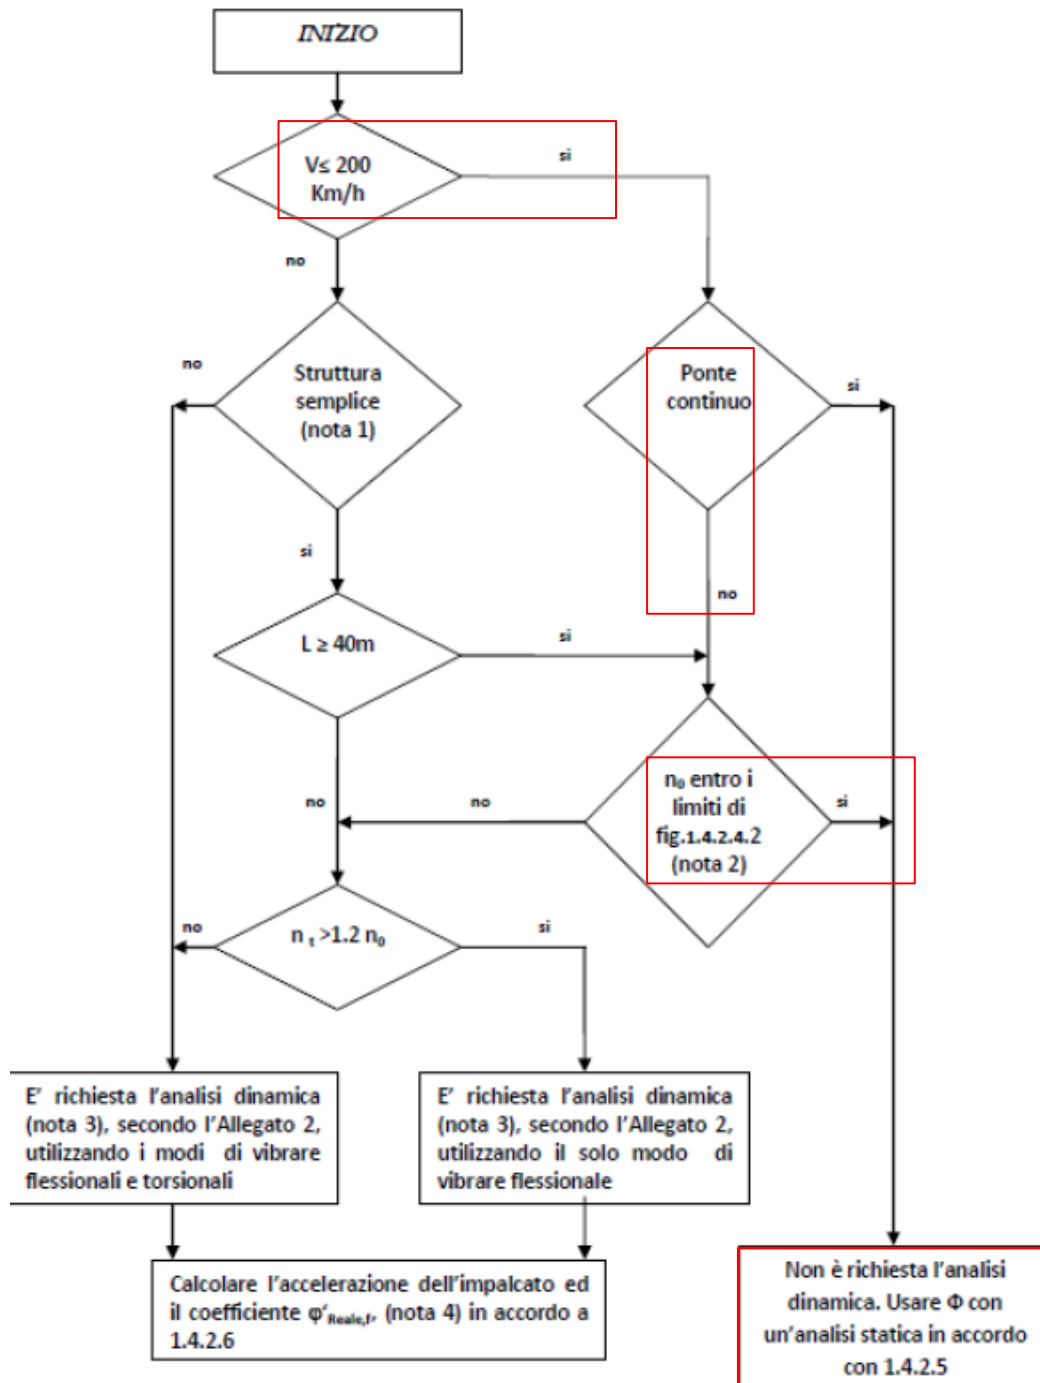 INIZIO
V≤ 200
Km/h
si
no
Struttura
semplice
(nota 1)
no
Ponte
continuo
si
si
no
L ≥ 40m
si
no
n₀ entro i
limiti di
fig.1.4.2.4.2
(nota 2)
si
no
n t >1.2 n₀
no
si
E' richiesta l'analisi dinamica
(nota 3), secondo l'Allegato 2,
utilizzando i modi di vibrare
flessionali e torsionali
E' richiesta l'analisi dinamica
(nota 3), secondo l'Allegato 2,
utilizzando il solo modo di
vibrare flessionale
Calcolare l'accelerazione dell'impalcato ed
il coefficiente φ'Reale,f, (nota 4) in accordo a
1.4.2.6
Non è richiesta l'analisi
dinamica. Usare Φ con
un'analisi statica in accordo
con 1.4.2.5